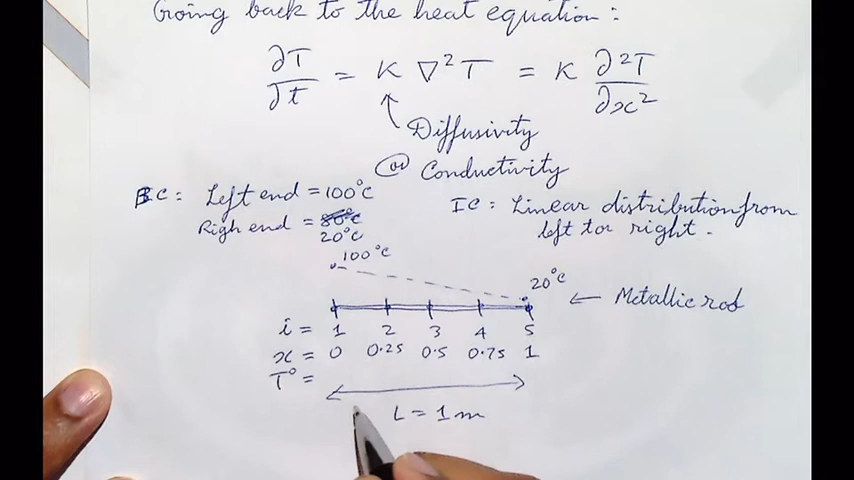 Going back to the heat equation:
∂T/∂t = K ∇²T = K ∂²T/∂x²
Diffusivity
or Conductivity
BC: Left end = 100°C
Righ end = 80°C
20°C
IC: Linear distribution from
left to right.
100°C
20°C
← Metallic rod
i = 1 2 3 4 5
x = 0 0.25 0.5 0.75 1
T° =
L = 1m